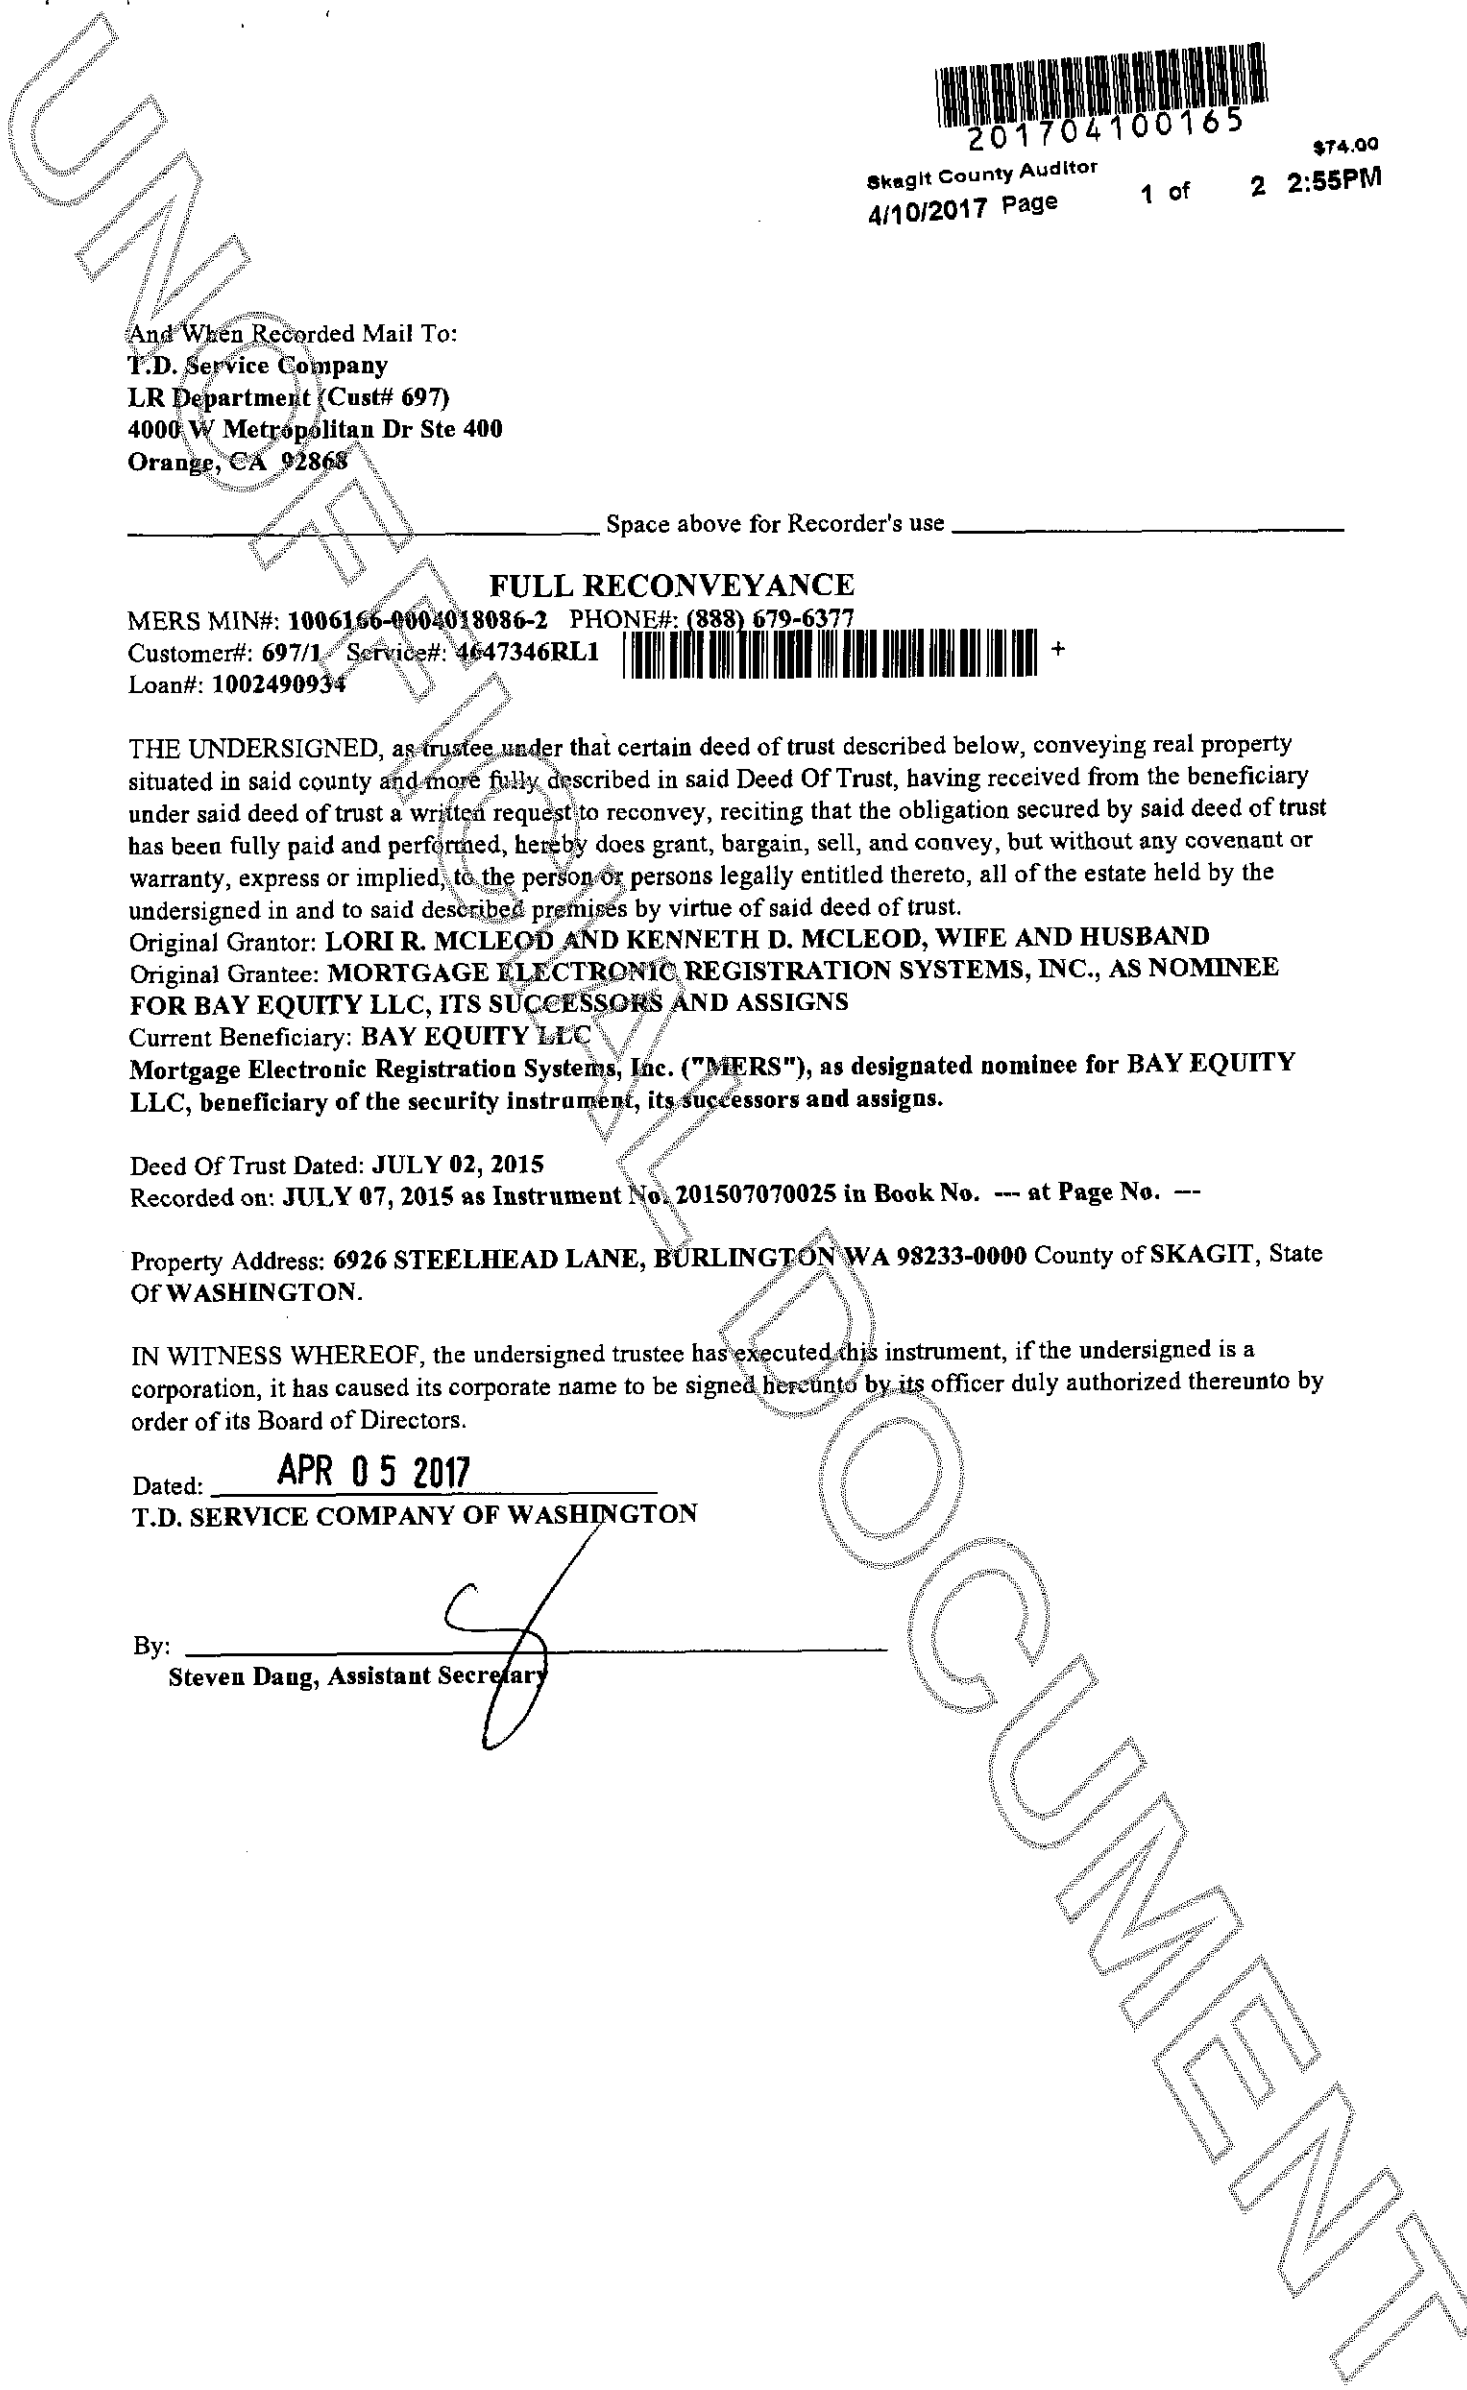 201704100165
$74.00
Skagit County Auditor
4/10/2017 Page 1 of 2 2:55PM
And When Recorded Mail To:
T.D. Service Company
LR Department (Cust# 697)
4000 W Metropolitan Dr Ste 400
Orange, CA 92868
Space above for Recorder's use
FULL RECONVEYANCE
MERS MIN#: 1006166-0004018086-2 PHONE#: (888) 679-6377
Customer#: 697/1 Service#: 4647346RL1 +
Loan#: 1002490934
THE UNDERSIGNED, as trustee under that certain deed of trust described below, conveying real property
situated in said county and more fully described in said Deed Of Trust, having received from the beneficiary
under said deed of trust a written request to reconvey, reciting that the obligation secured by said deed of trust
has been fully paid and performed, hereby does grant, bargain, sell, and convey, but without any covenant or
warranty, express or implied, to the person or persons legally entitled thereto, all of the estate held by the
undersigned in and to said described premises by virtue of said deed of trust.
Original Grantor: LORI R. MCLEOD AND KENNETH D. MCLEOD, WIFE AND HUSBAND
Original Grantee: MORTGAGE ELECTRONIC REGISTRATION SYSTEMS, INC., AS NOMINEE
FOR BAY EQUITY LLC, ITS SUCCESSORS AND ASSIGNS
Current Beneficiary: BAY EQUITY LLC
Mortgage Electronic Registration Systems, Inc. ("MERS"), as designated nominee for BAY EQUITY
LLC, beneficiary of the security instrument, its successors and assigns.
Deed Of Trust Dated: JULY 02, 2015
Recorded on: JULY 07, 2015 as Instrument No. 201507070025 in Book No. --- at Page No. ---
Property Address: 6926 STEELHEAD LANE, BURLINGTON WA 98233-0000 County of SKAGIT, State
Of WASHINGTON.
IN WITNESS WHEREOF, the undersigned trustee has executed this instrument, if the undersigned is a
corporation, it has caused its corporate name to be signed hereunto by its officer duly authorized thereunto by
order of its Board of Directors.
Dated: APR 05 2017
T.D. SERVICE COMPANY OF WASHINGTON
By:
Steven Dang, Assistant Secretary
UNOFFICIAL DOCUMENT